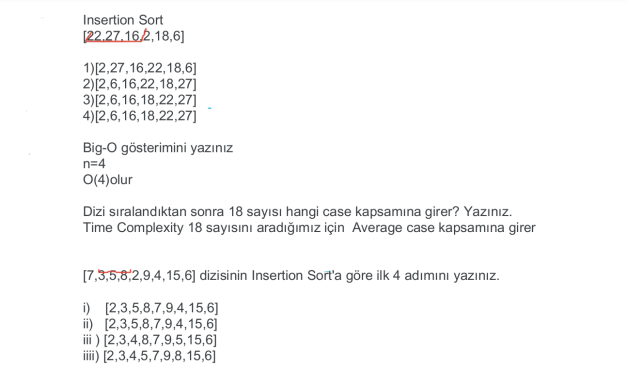 Insertion Sort
[22,27,16,2,18,6]
1)[2,27,16,22,18,6]
2)[2,6,16,22,18,27]
3)[2,6,16,18,22,27]
4)[2,6,16,18,22,27]
Big-O gösterimini yazınız
n=4
O(4)olur
Dizi sıralandıktan sonra 18 sayısı hangi case kapsamına girer? Yazınız.
Time Complexity 18 sayısını aradığımız için Average case kapsamına girer
[7,3,5,8,2,9,4,15,6] dizisinin Insertion Sort'a göre ilk 4 adımını yazınız.
i) [2,3,5,8,7,9,4,15,6]
ii) [2,3,5,8,7,9,4,15,6]
iii ) [2,3,4,8,7,9,5,15,6]
iiii) [2,3,4,5,7,9,8,15,6]